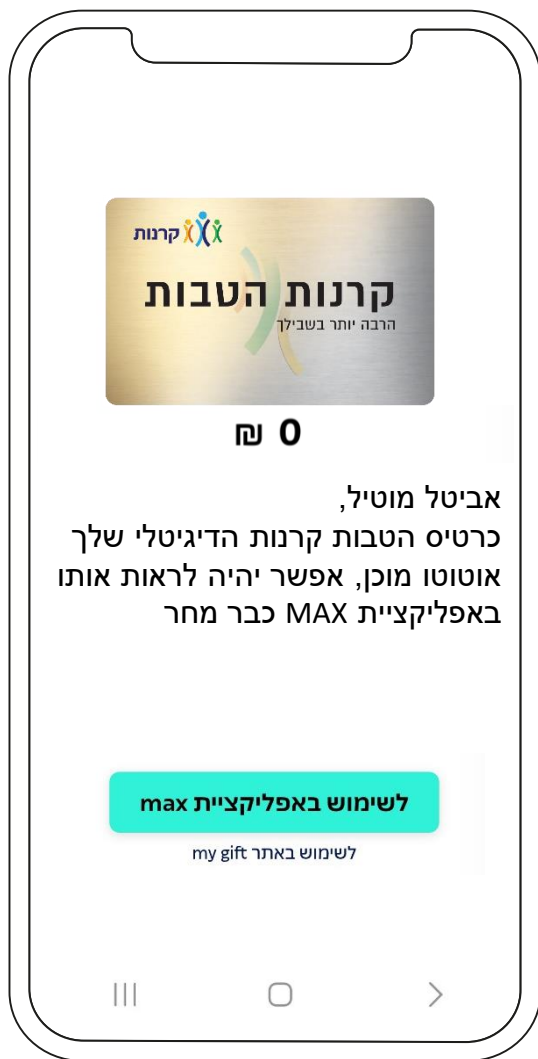 קרנות
קרנות הטבות
הרבה יותר בשבילך
0 ₪
אביטל מוטיל,
כרטיס הטבות קרנות הדיגיטלי שלך
אוטוטו מוכן, אפשר יהיה לראות אותו
באפליקציית MAX כבר מחר
לשימוש באפליקציית max
לשימוש באתר my gift